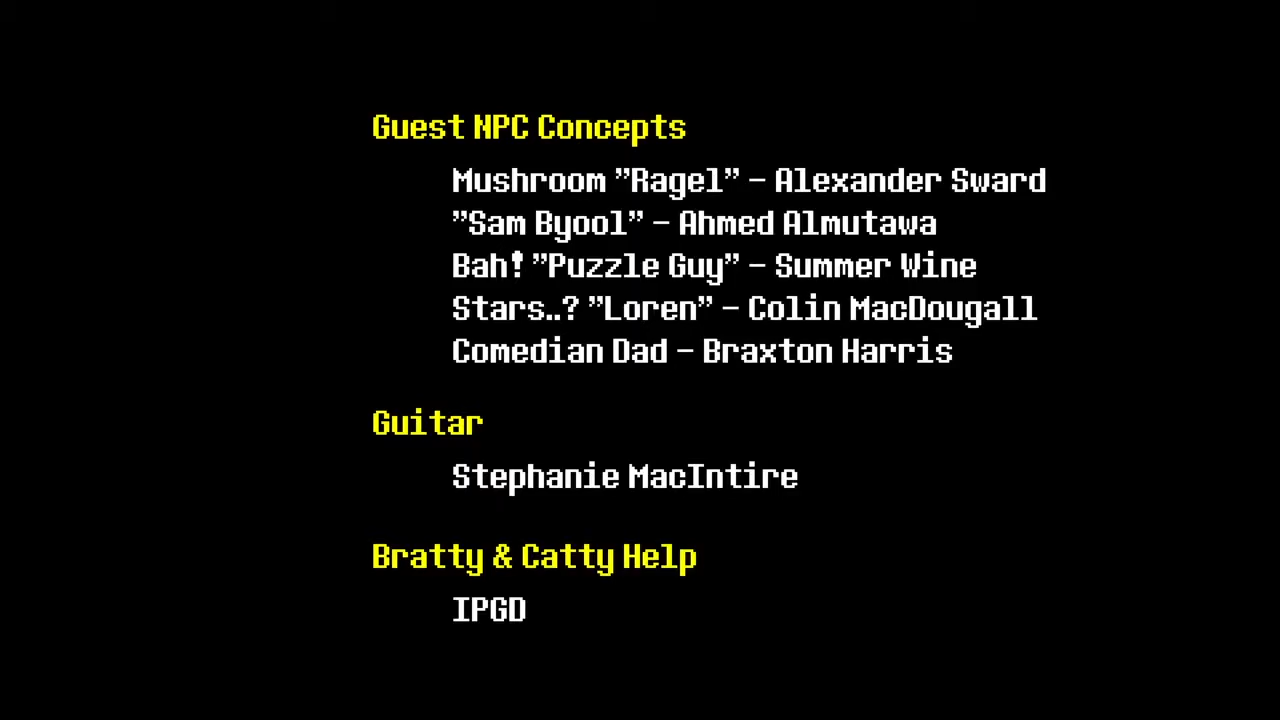 Guest NPC Concepts
Mushroom "Ragel" - Alexander Sward
"Sam Byool" - Ahmed Almutawa
Bah! "Puzzle Guy" - Summer Wine
Stars..? "Loren" - Colin MacDougall
Comedian Dad - Braxton Harris
Guitar
Stephanie MacIntire
Bratty & Catty Help
IPGD